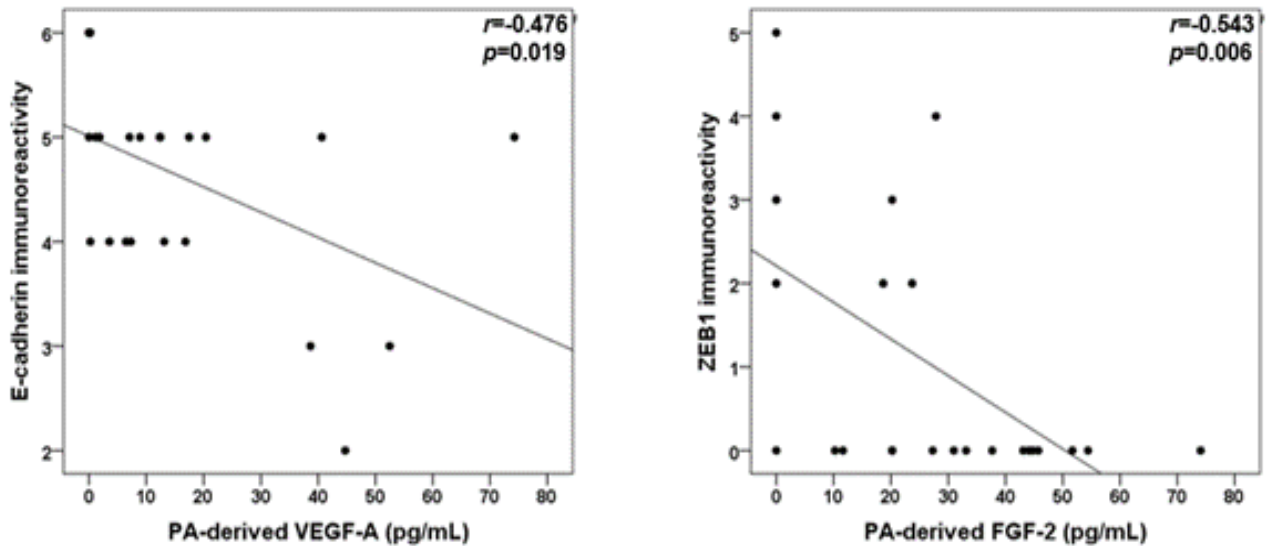 r=-0.476
p=0.019
E-cadherin immunoreactivity
6
5
4
3
2
0 10 20 30 40 50 60 70 80
PA-derived VEGF-A (pg/mL)
r=-0.543
p=0.006
ZEB1 immunoreactivity
5
4
3
2
1
0
0 10 20 30 40 50 60 70 80
PA-derived FGF-2 (pg/mL)